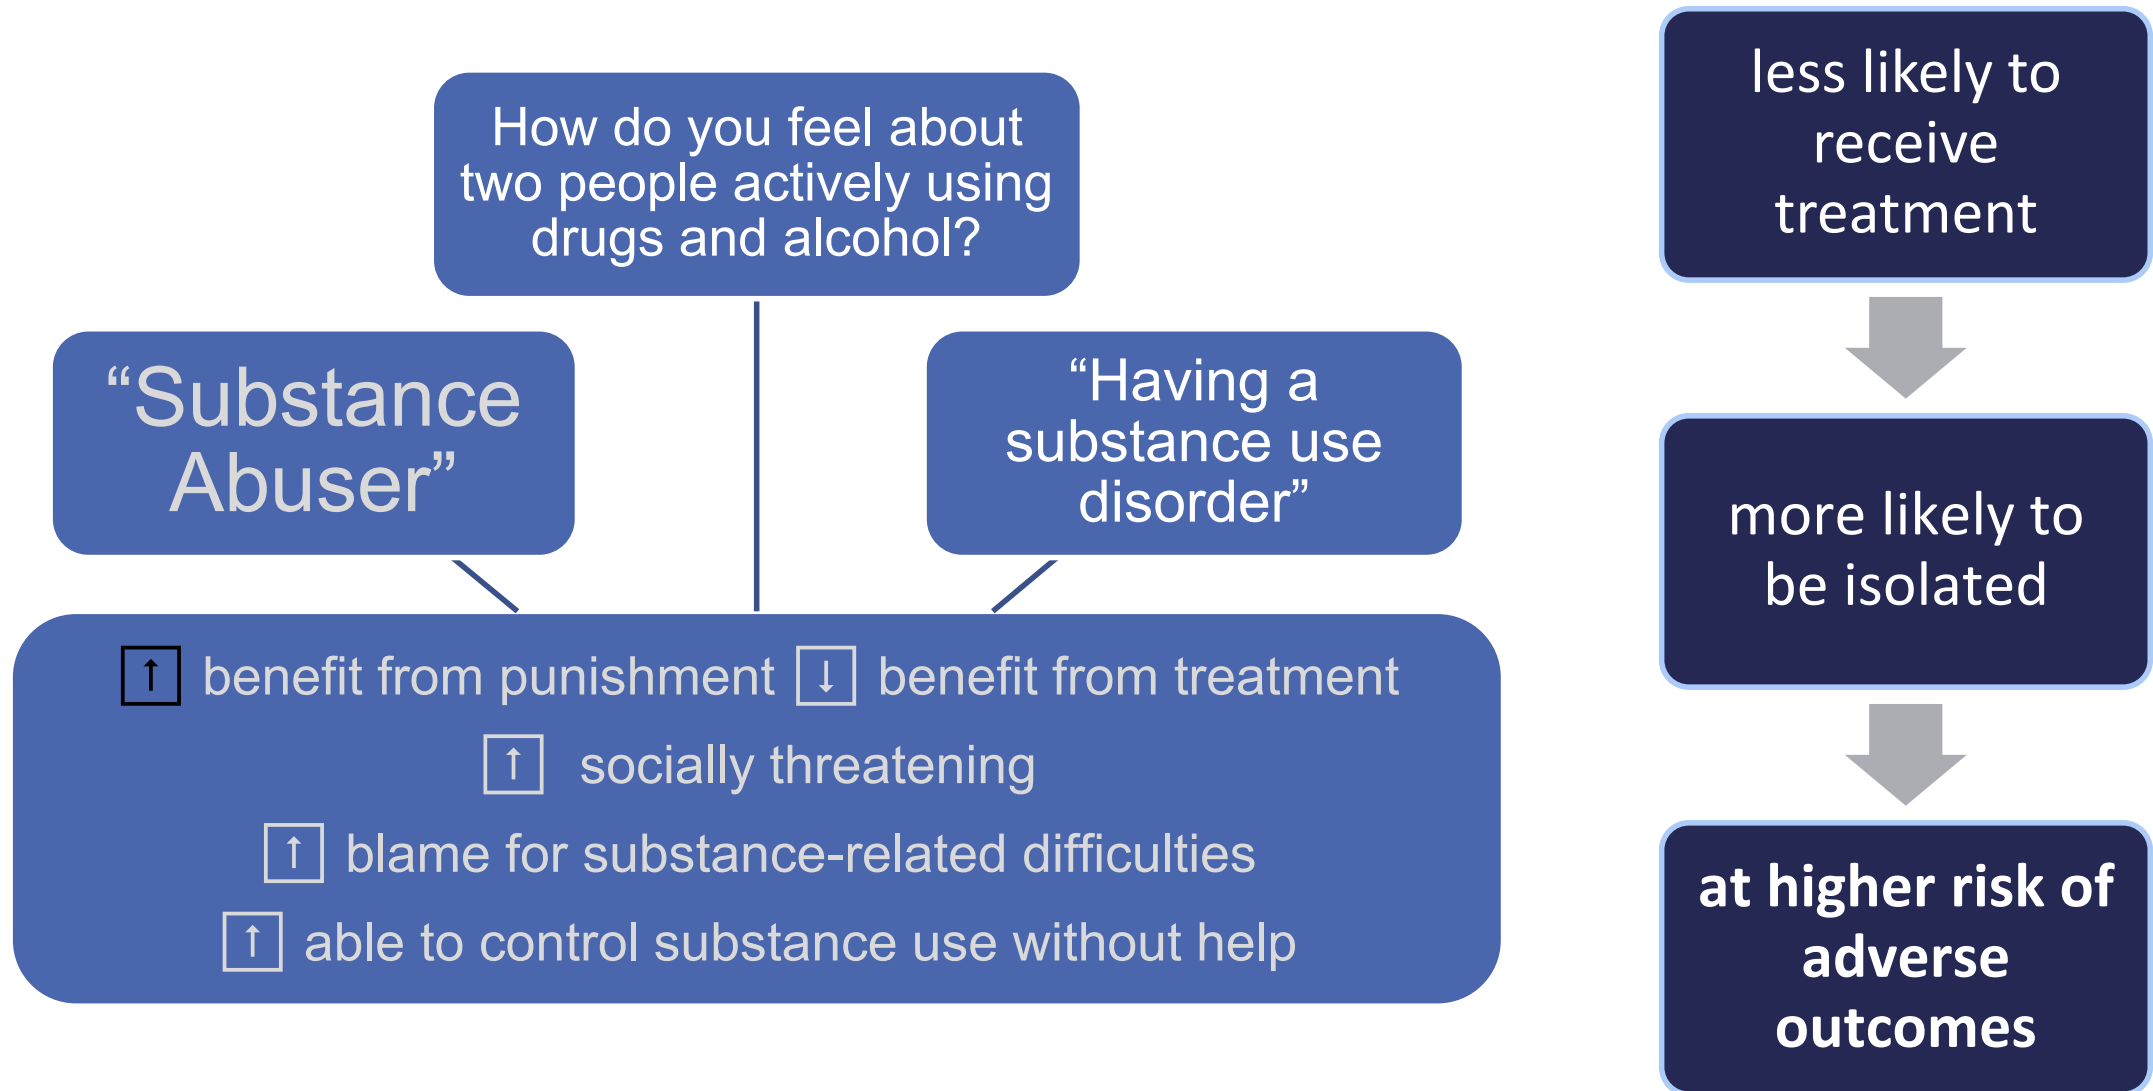 How do you feel about
two people actively using
drugs and alcohol?
“Substance
Abuser”
“Having a
substance use
disorder”
↑ benefit from punishment ↓ benefit from treatment
↑ socially threatening
↑ blame for substance-related difficulties
↑ able to control substance use without help
less likely to
receive
treatment
more likely to
be isolated
at higher risk of
adverse
outcomes